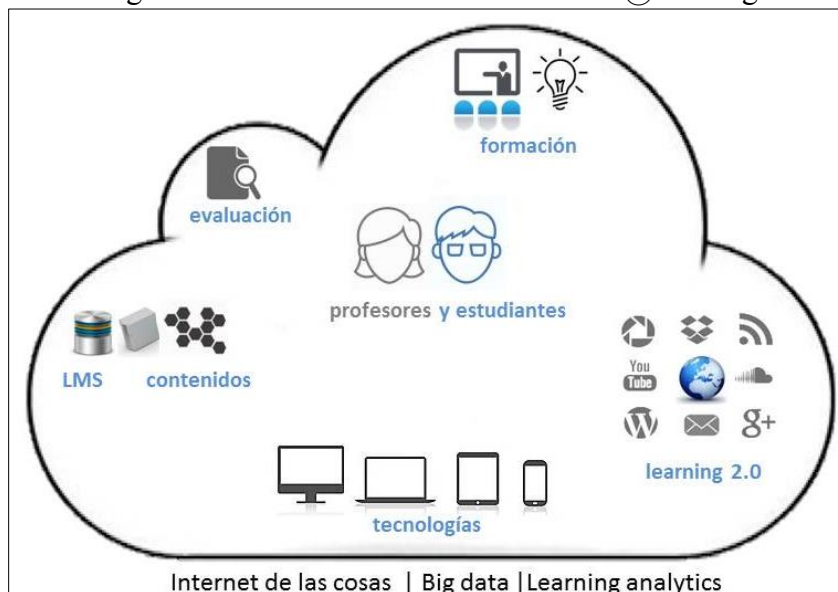 formación
evaluación
profesores y estudiantes
LMS
contenidos
You
Tube
g+
learning 2.0
tecnologías
Internet de las cosas | Big data |Learning analytics